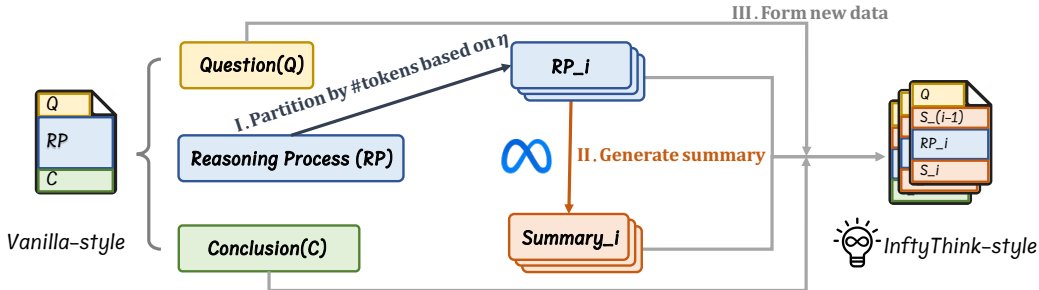 III. Form new data
Question(Q)
I. Partition by #tokens based on η
RP_i
Q
RP
C
Reasoning Process (RP)
II. Generate summary
Q
S_(i-1)
RP_i
S_i
Vanilla-style
Conclusion(C)
Summary_i
InftyThink-style